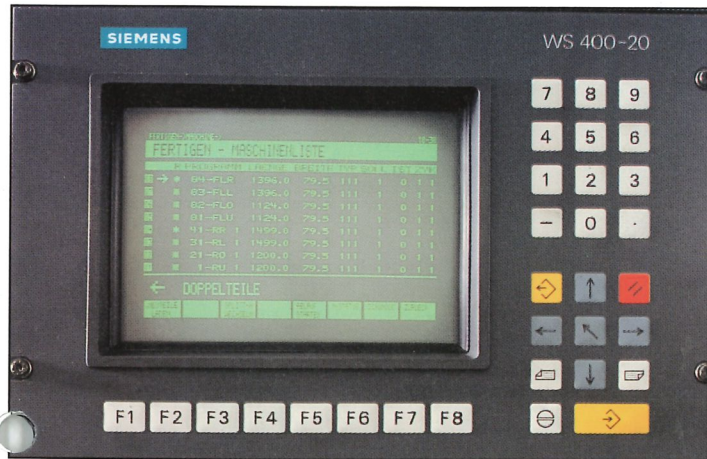 SIEMENS
WS 400-20
FERTIGEN - MASCHINENLISTE
→ 84-FLR 1396.0 79.5 111 1 0 1 1
83-FLL 1396.0 79.5 111 1 0 1 1
82-FLO 1124.0 79.5 111 1 0 1 1
81-FLU 1124.0 79.5 111 1 0 1 1
41-RR 1 1499.0 79.5 111 1 0 1 1
31-RL 1 1499.0 79.5 111 1 0 1 1
21-RO 1 1200.0 79.5 111 1 0 1 1
1-RU 1 1200.0 79.5 111 1 0 1 1
← DOPPELTEILE
7 8 9
4 5 6
1 2 3
− 0 .
F1 F2 F3 F4 F5 F6 F7 F8